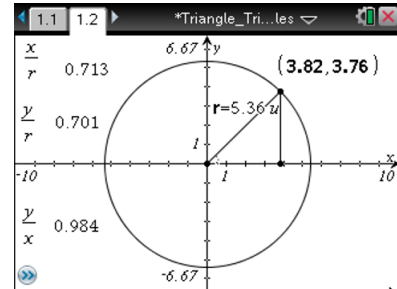 1.1 1.2 *Triangle_Tri...les
6.67 y
x/r 0.713
(3.82,3.76)
r=5.36 u
y/r 0.701
1
x
-10 1 10
y/x 0.984
-6.67